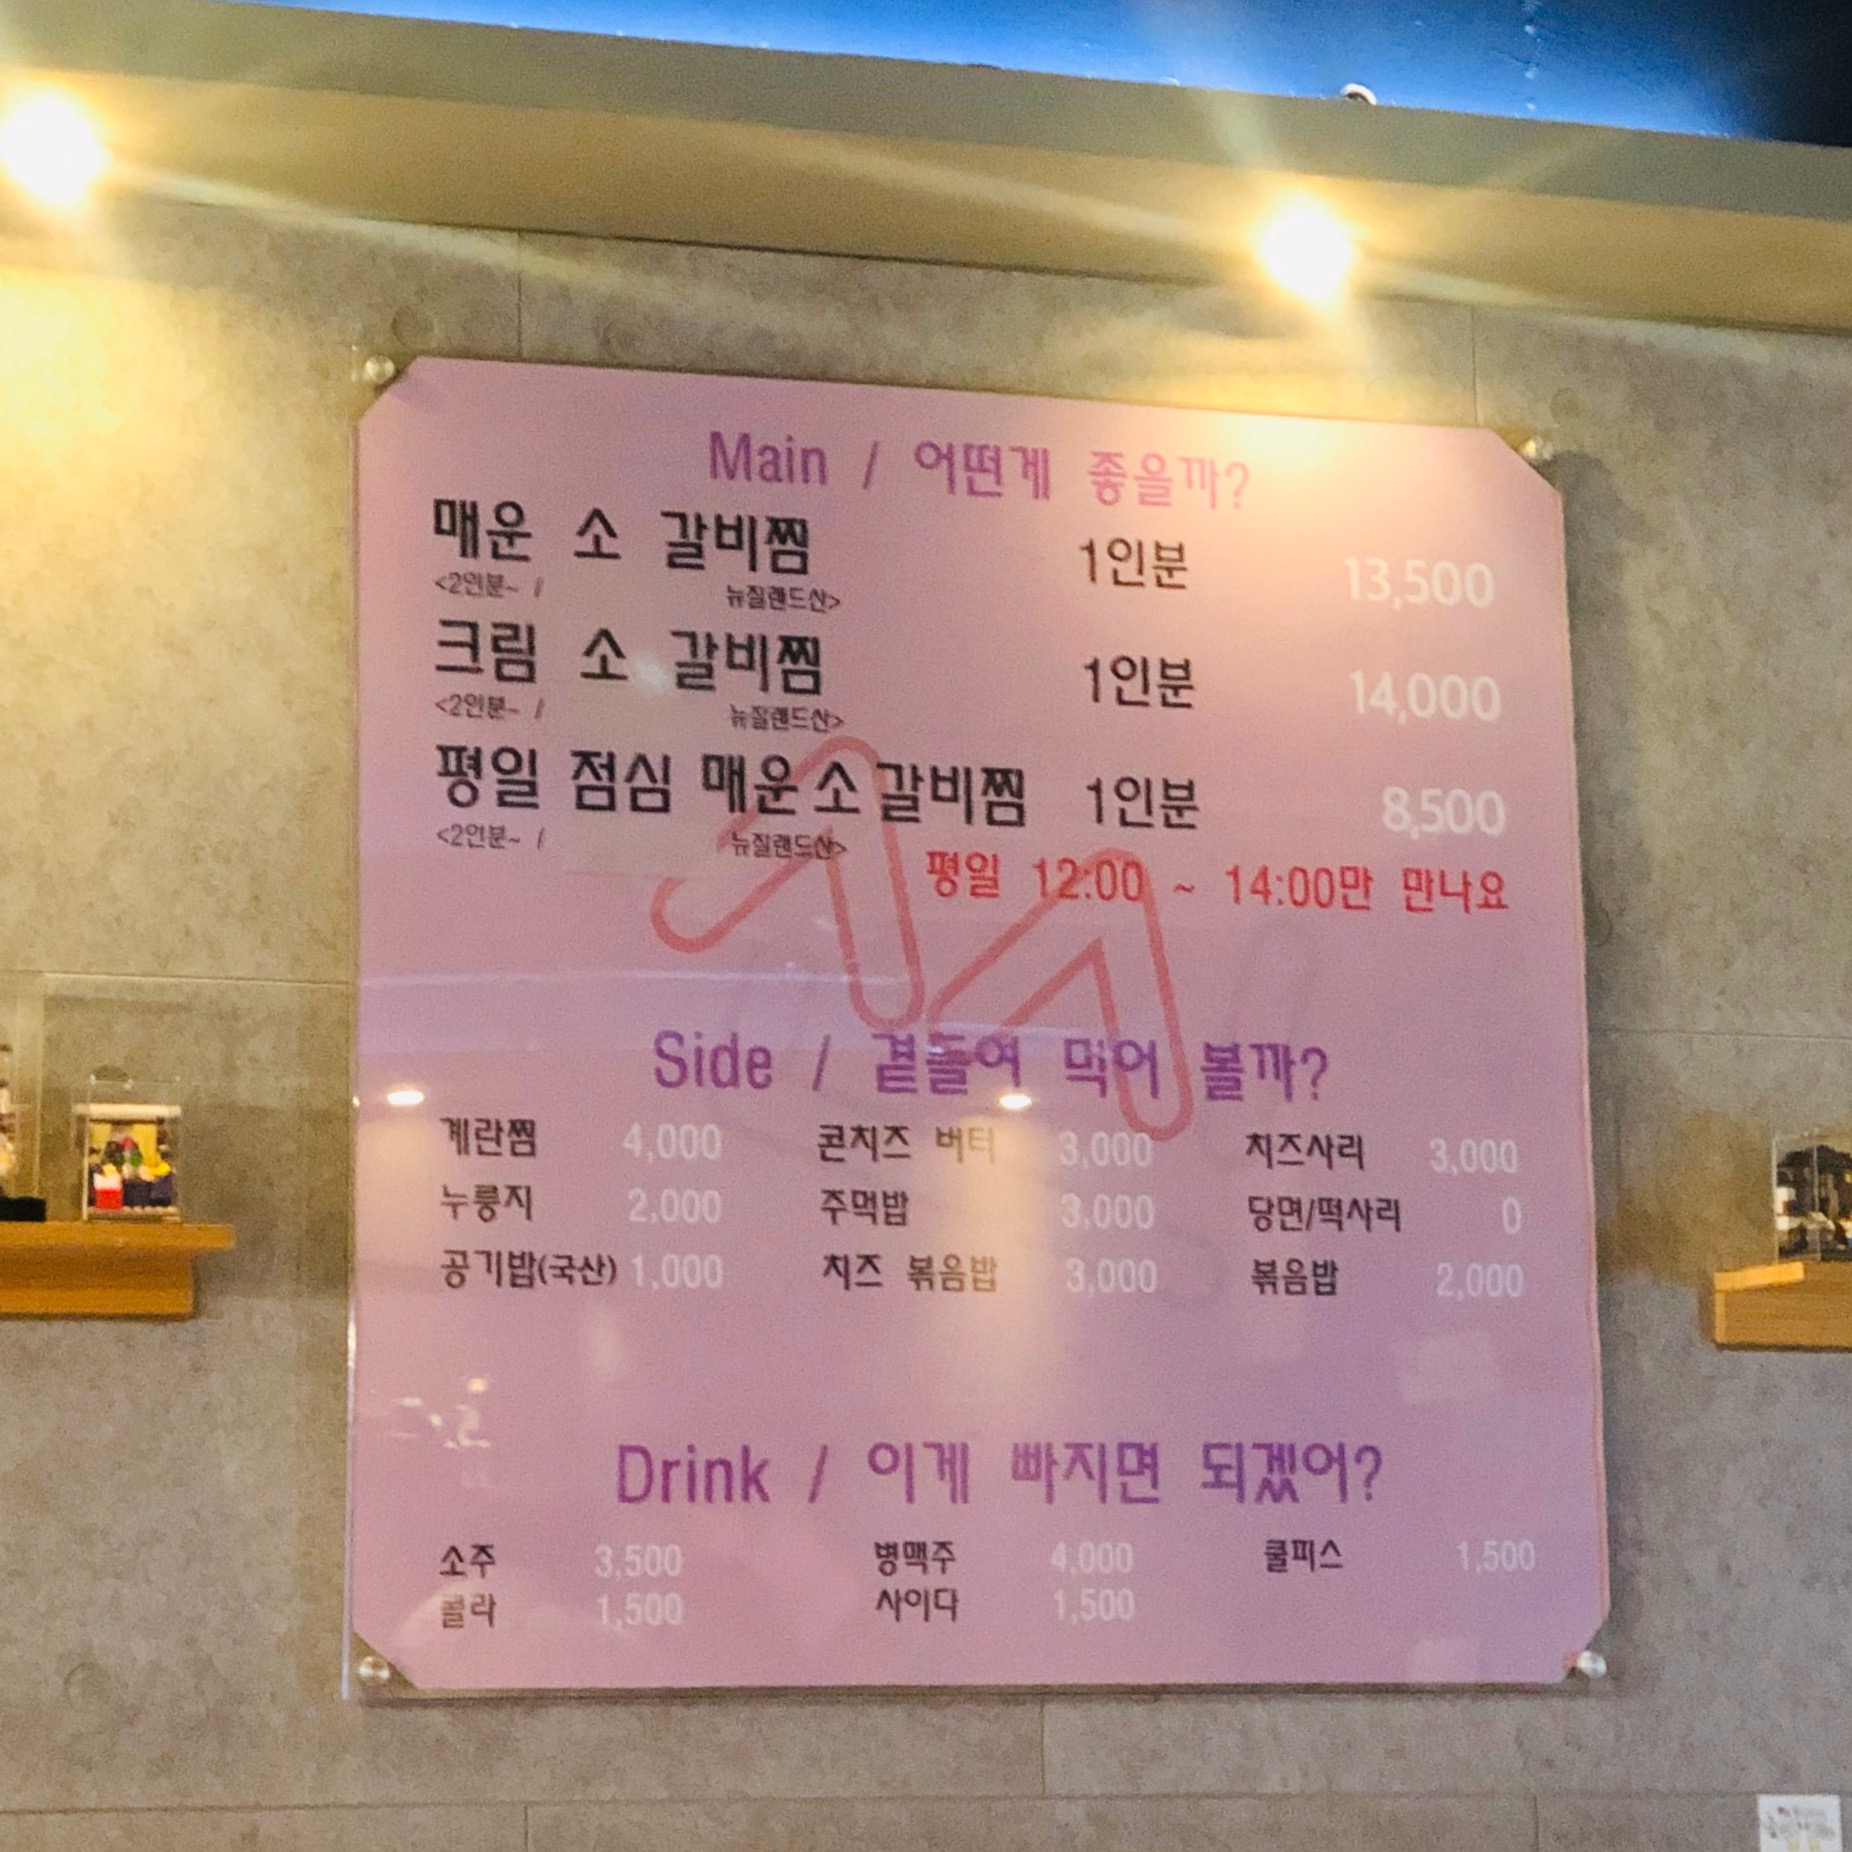 Main / 어떤게 좋을까?
매운 소 갈비찜 1인분 13,500
<2인분~ / 뉴질랜드산>
크림 소 갈비찜 1인분 14,000
<2인분~ / 뉴질랜드산>
평일 점심 매운소갈비찜 1인분 8,500
<2인분~ / 뉴질랜드산>
평일 12:00 ~ 14:00만 만나요
Side / 곁들여 먹어 볼까?
계란찜 4,000 콘치즈 버터 3,000 치즈사리 3,000
누룽지 2,000 주먹밥 3,000 당면/떡사리 0
공기밥(국산) 1,000 치즈 볶음밥 3,000 볶음밥 2,000
Drink / 이게 빠지면 되겠어?
소주 3,500 병맥주 4,000 쿨피스 1,500
콜라 1,500 사이다 1,500